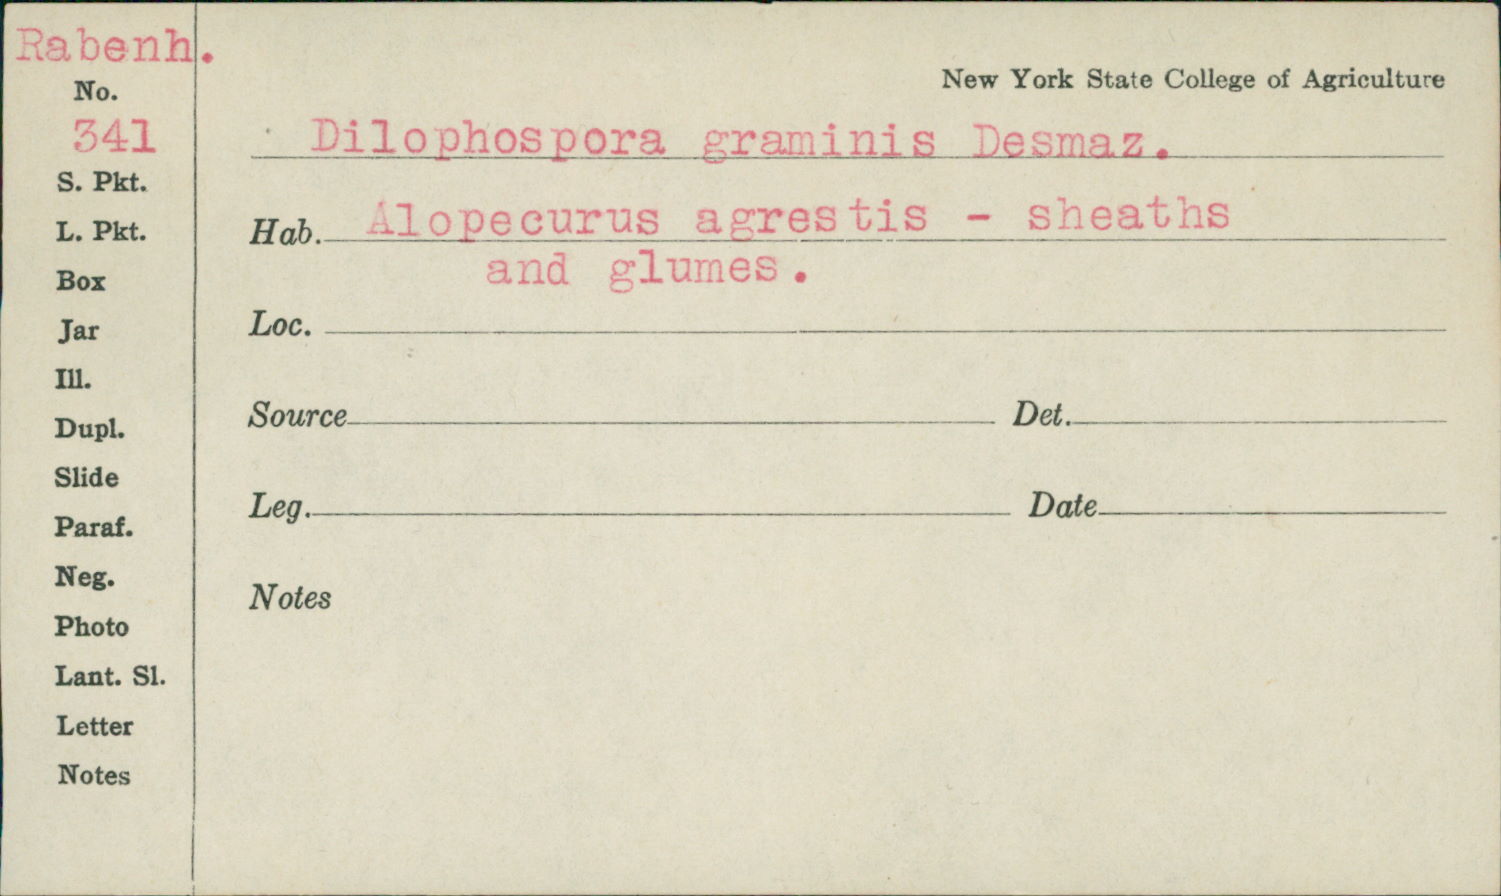 Rabenh.
No.
341
S. Pkt.
L. Pkt.
Box
Jar
Ill.
Dupl.
Slide
Paraf.
Neg.
Photo
Lant. Sl.
Letter
Notes
New York State College of Agriculture
Dilophospora graminis Desmaz.
Hab. Alopecurus agrestis - sheaths
and glumes.
Loc.
Source Det.
Leg. Date
Notes